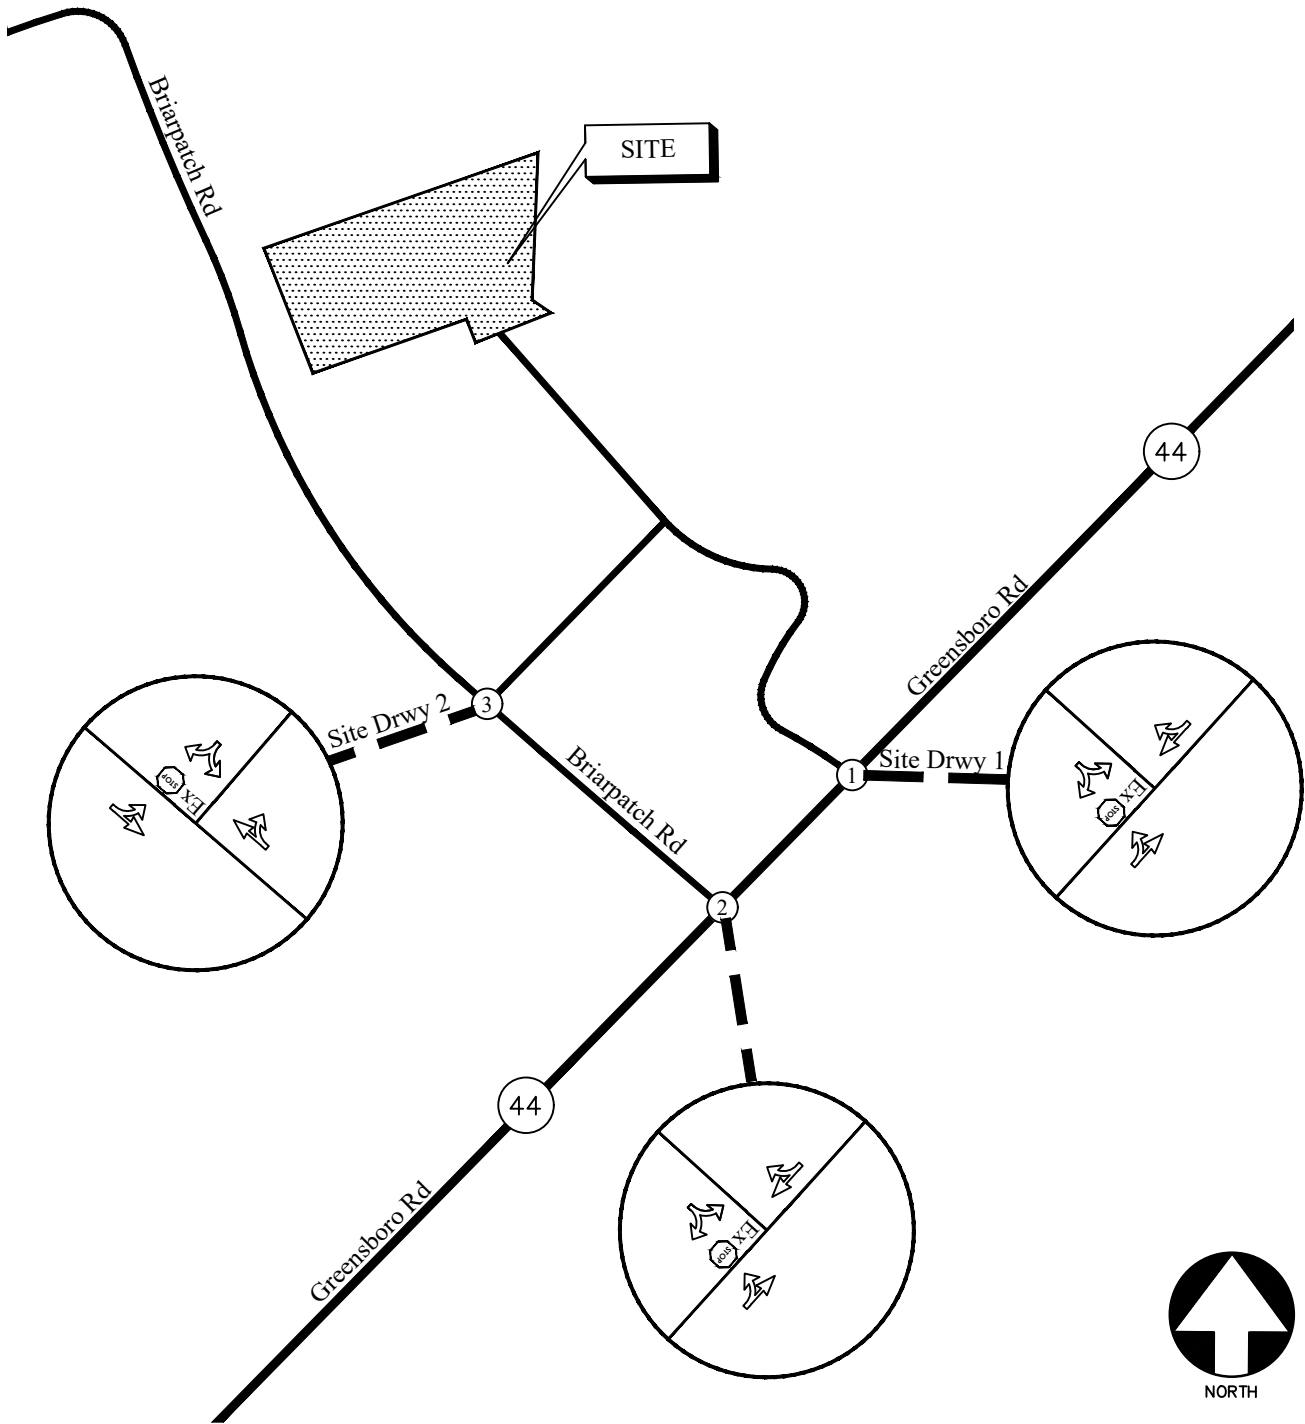 Briarpatch Rd
SITE
44
Greensboro Rd
3
Site Drwy 2
Briarpatch Rd
1
Site Drwy 1
STOP
Ex
Ex
STOP
2
44
Greensboro Rd
Ex
STOP
NORTH